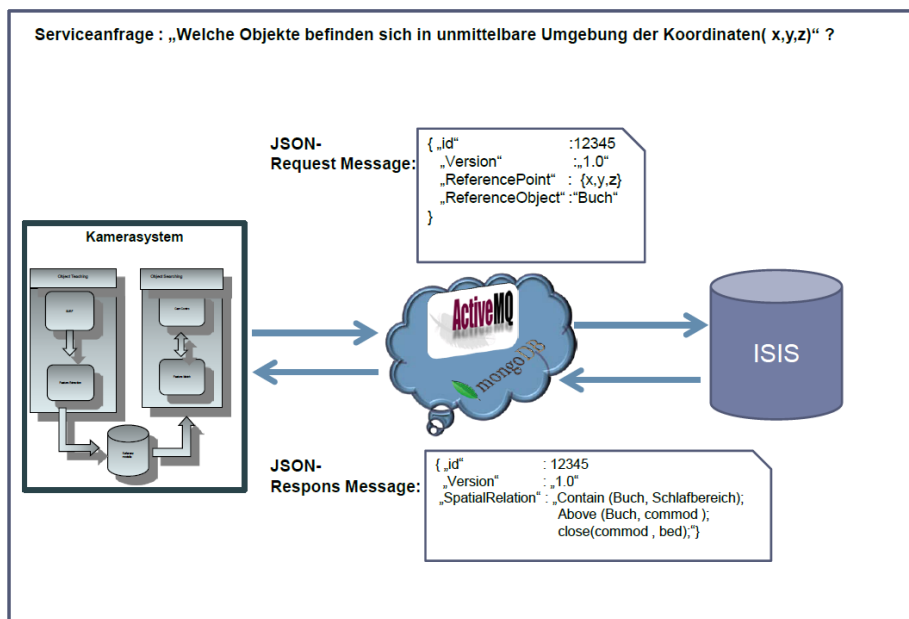 Serviceanfrage : „Welche Objekte befinden sich in unmittelbare Umgebung der Koordinaten( x,y,z)“ ?
JSON-
Request Message:
{ „id“ :12345
„Version“ :„1.0“
„ReferencePoint“ : {x,y,z}
„ReferenceObject“ :“Buch“
}
Kamerasystem
Object Teaching
Object Searching
ActiveMQ
mongoDB
ISIS
JSON-
Respons Message:
{ „id“ : 12345
„Version“ : „1.0“
„SpatialRelation“ : „Contain (Buch, Schlafbereich);
Above (Buch, commod );
close(commod , bed);“}